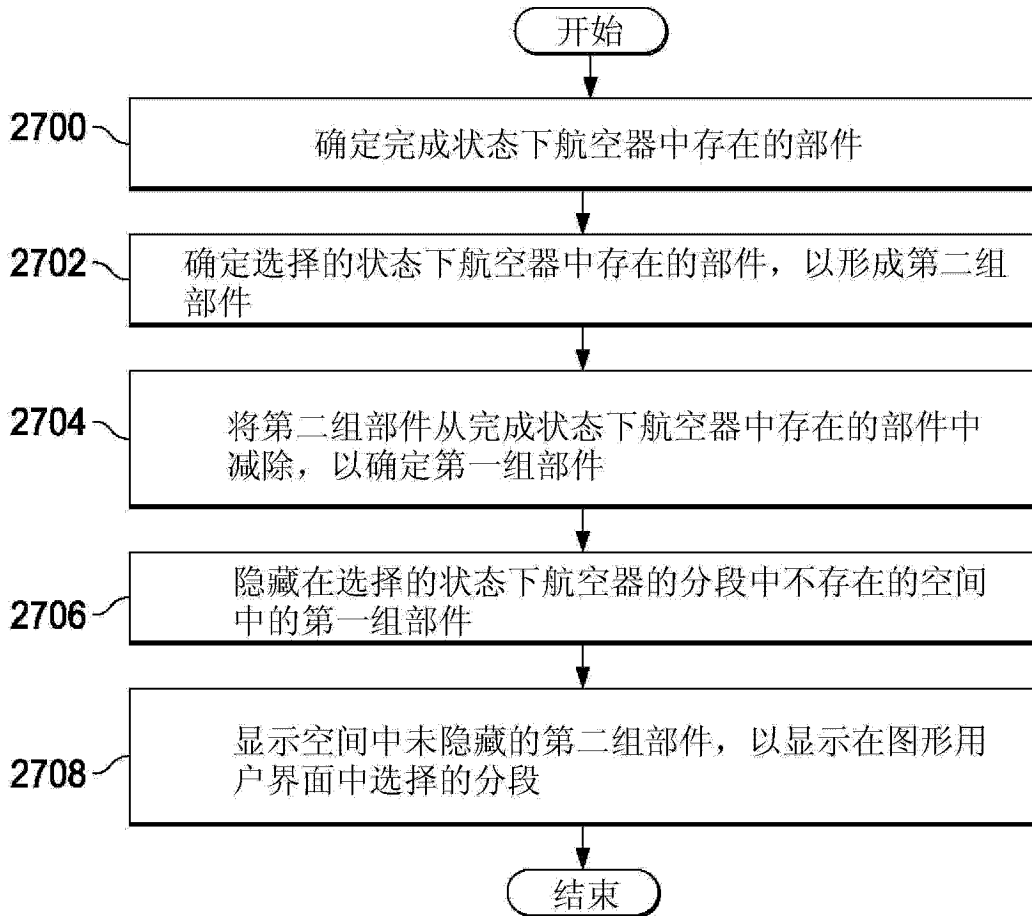 开始
2700
确定完成状态下航空器中存在的部件
2702
确定选择的状态下航空器中存在的部件，以形成第二组
部件
2704
将第二组部件从完成状态下航空器中存在的部件中
减除，以确定第一组部件
2706
隐藏在选择的状态下航空器的分段中不存在的空间
中的第一组部件
2708
显示空间中未隐藏的第二组部件，以显示在图形用
户界面中选择的分段
结束